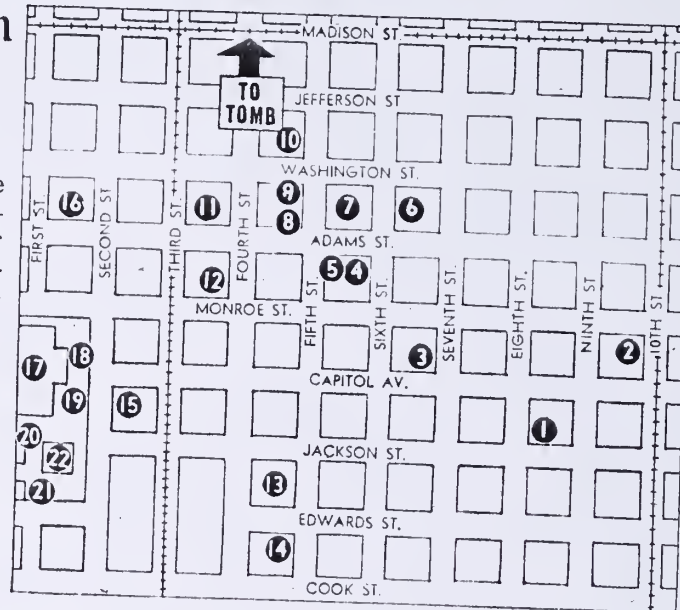 n
MADISON ST.
TO
TOMB
JEFFERSON ST
10
WASHINGTON ST.
e
16
11
9
8
7
6
FIRST ST.
SECOND ST
THIRD ST.
FOURTH ST
ADAMS ST.
12
5
4
FIFTH ST.
SIXTH ST.
SEVENTH ST.
EIGHTH ST.
NINTH ST.
10TH ST
MONROE ST.
17
18
3
2
CAPITOL AV.
19
15
1
20
22
JACKSON ST.
21
13
EDWARDS ST.
14
COOK ST.